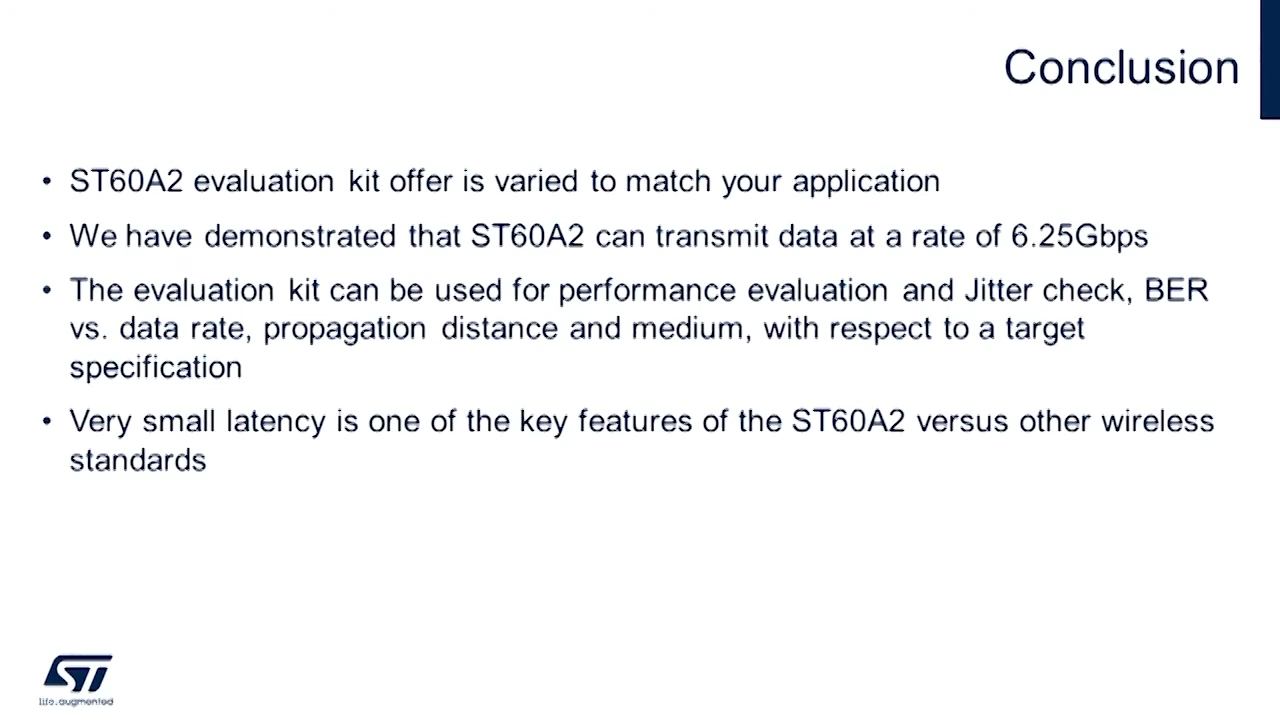 Conclusion
• ST60A2 evaluation kit offer is varied to match your application
• We have demonstrated that ST60A2 can transmit data at a rate of 6.25Gbps
• The evaluation kit can be used for performance evaluation and Jitter check, BER
vs. data rate, propagation distance and medium, with respect to a target
specification
• Very small latency is one of the key features of the ST60A2 versus other wireless
standards
ST
life.augmented